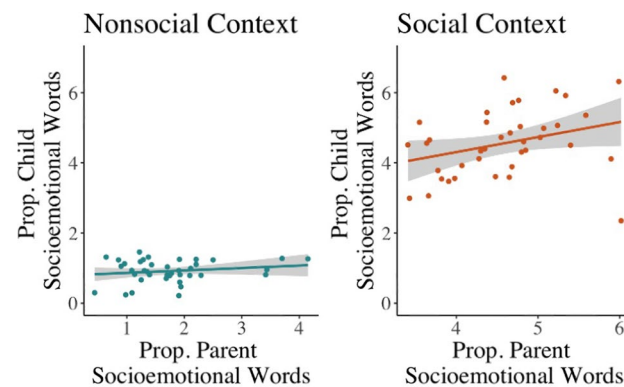 Nonsocial Context
Prop. Child
Socioemotional Words
6
4
2
0
1 2 3 4
Prop. Parent
Socioemotional Words
Social Context
Prop. Child
Socioemotional Words
6
4
2
0
4 5 6
Prop. Parent
Socioemotional Words